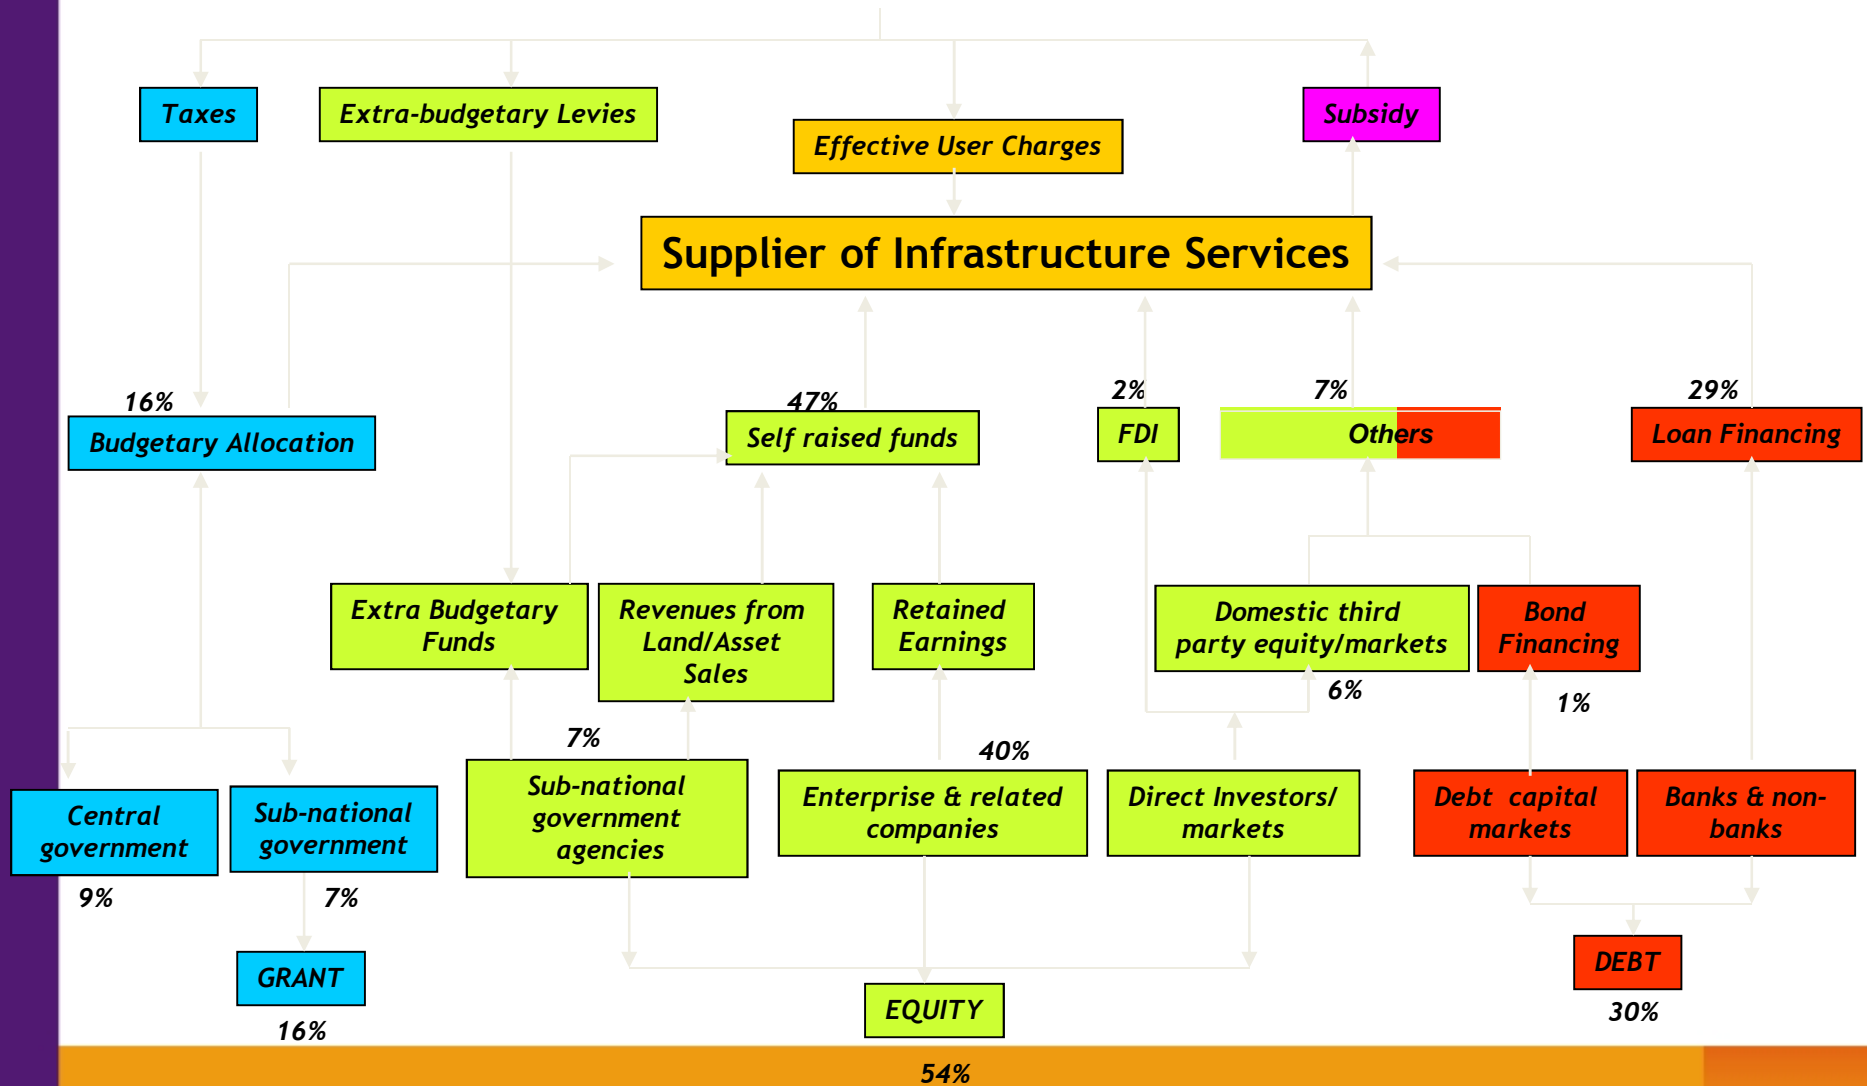 Taxes
Extra-budgetary Levies
Effective User Charges
Subsidy
Supplier of Infrastructure Services
16%
Budgetary Allocation
47%
Self raised funds
2%
FDI
7%
Others
29%
Loan Financing
Extra Budgetary
Funds
Revenues from
Land/Asset
Sales
Retained
Earnings
Domestic third
party equity/markets
6%
Bond
Financing
1%
Central
government
9%
Sub-national
government
7%
7%
Sub-national
government
agencies
40%
Enterprise & related
companies
Direct Investors/
markets
Debt capital
markets
Banks & non-
banks
GRANT
16%
EQUITY
54%
DEBT
30%